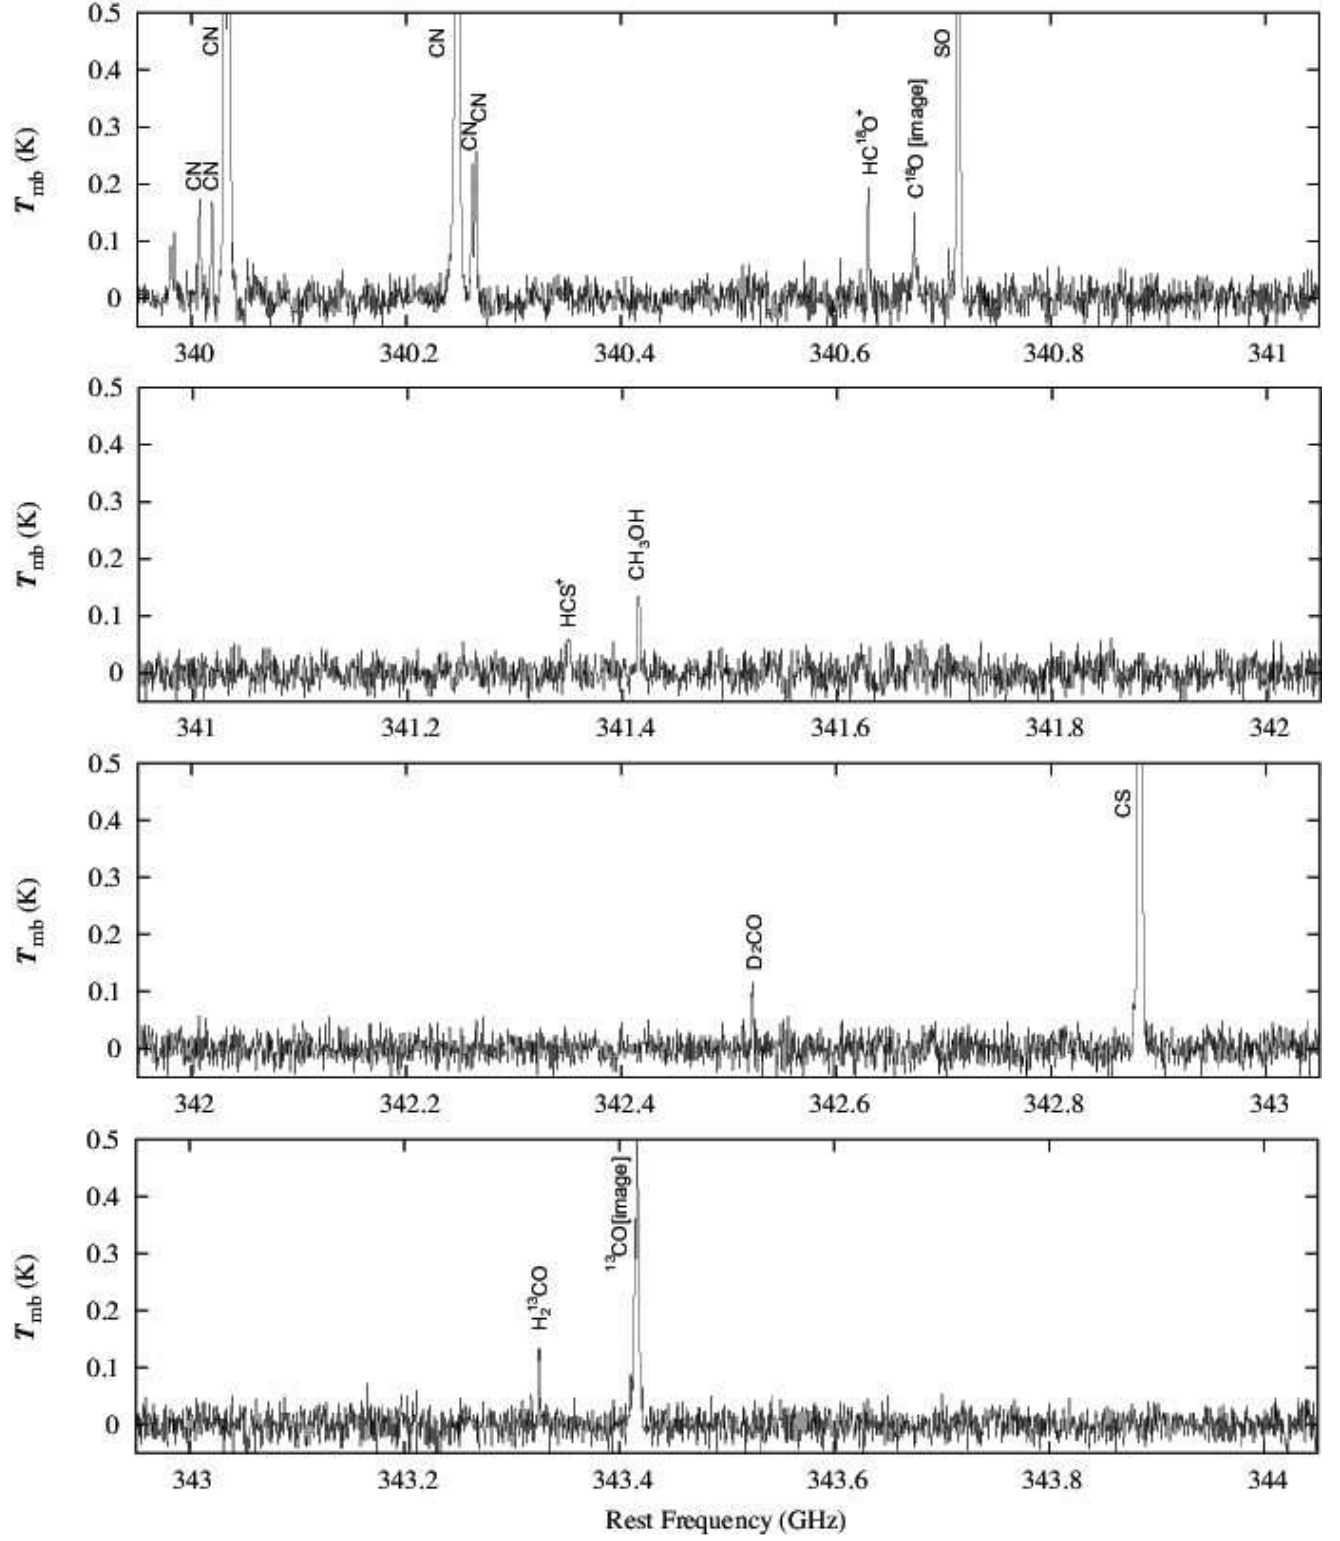 0.5
0.4
0.3
0.2
0.1
0
T_mb (K)
CN
CN
CN
CN
CN
CN
HC¹⁸O⁺
C¹⁸O [image]
SO
340 340.2 340.4 340.6 340.8 341
0.5
0.4
0.3
0.2
0.1
0
T_mb (K)
HCS⁺
CH₃OH
341 341.2 341.4 341.6 341.8 342
0.5
0.4
0.3
0.2
0.1
0
T_mb (K)
D₂CO
CS
342 342.2 342.4 342.6 342.8 343
0.5
0.4
0.3
0.2
0.1
0
T_mb (K)
H₂¹³CO
¹³CO[image]
343 343.2 343.4 343.6 343.8 344
Rest Frequency (GHz)